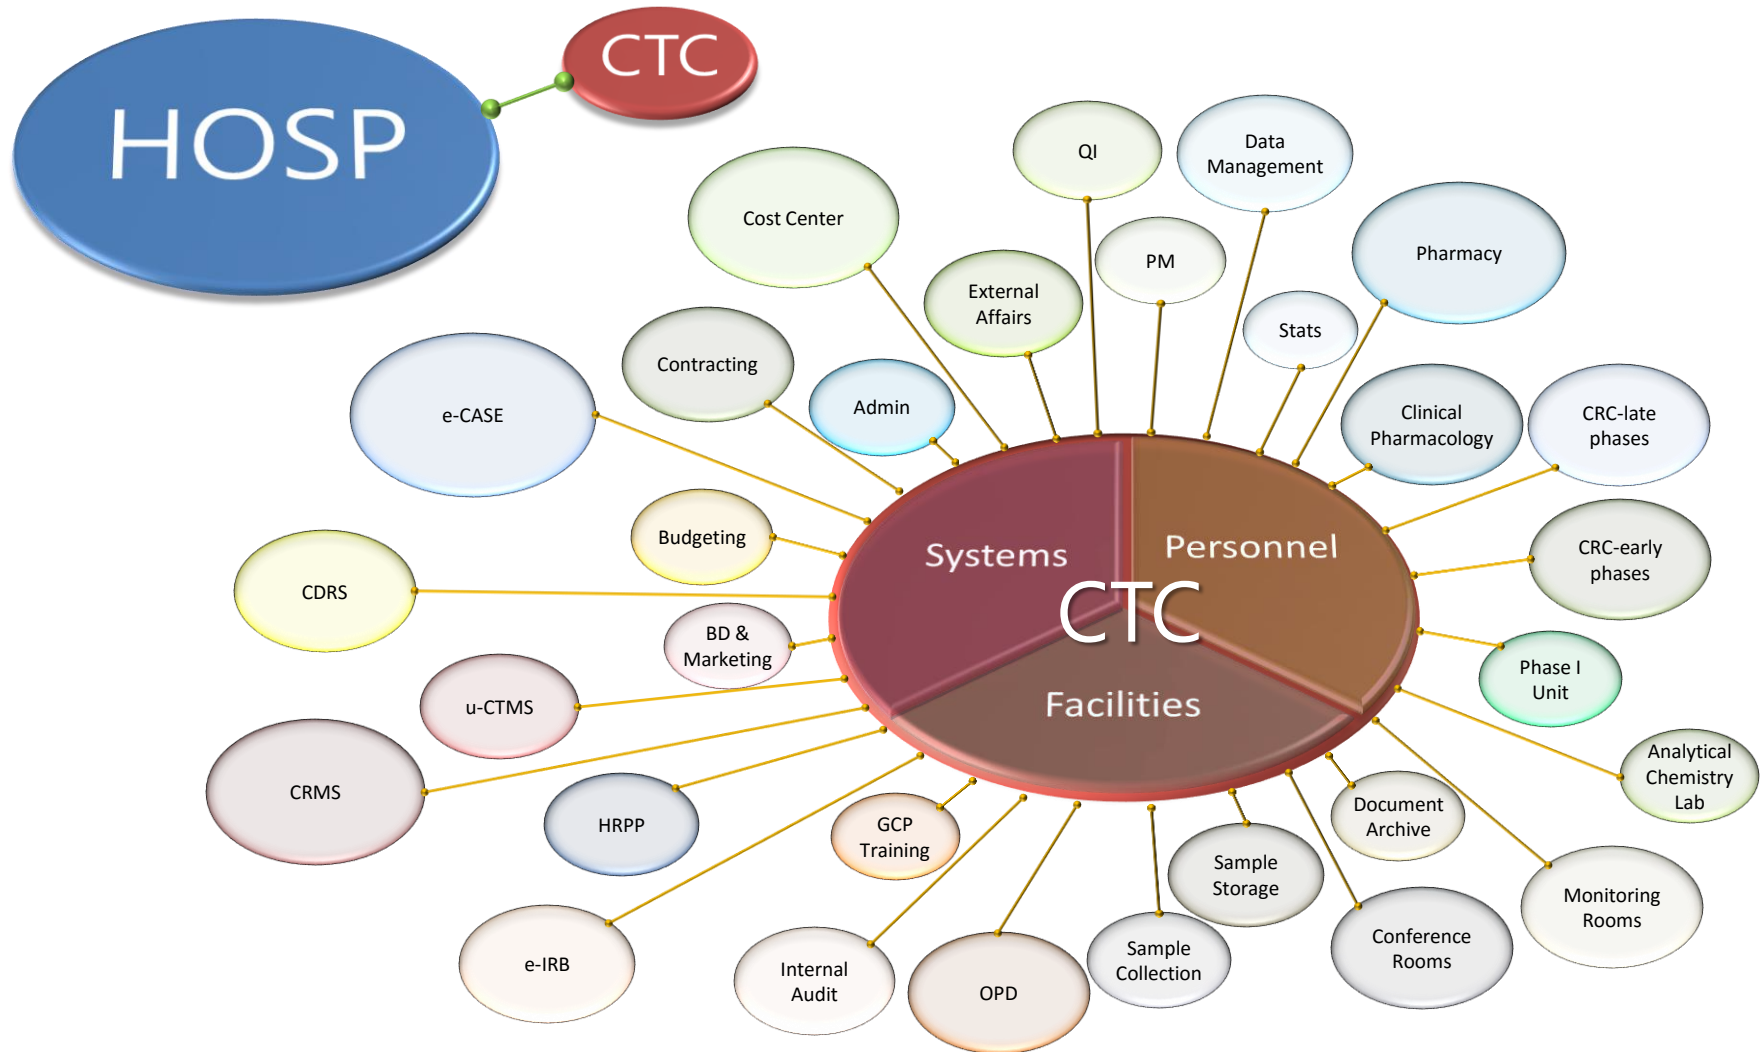 HOSP
CTC
QI
Data
Management
Cost Center
PM
Pharmacy
External
Affairs
Stats
Contracting
Admin
e-CASE
Clinical
Pharmacology
CRC-late
phases
Budgeting
Systems
Personnel
CTC
Facilities
CRC-early
phases
CDRS
BD &
Marketing
Phase I
Unit
u-CTMS
CRMS
HRPP
GCP
Training
Document
Archive
Analytical
Chemistry
Lab
Sample
Storage
Monitoring
Rooms
e-IRB
Internal
Audit
OPD
Sample
Collection
Conference
Rooms